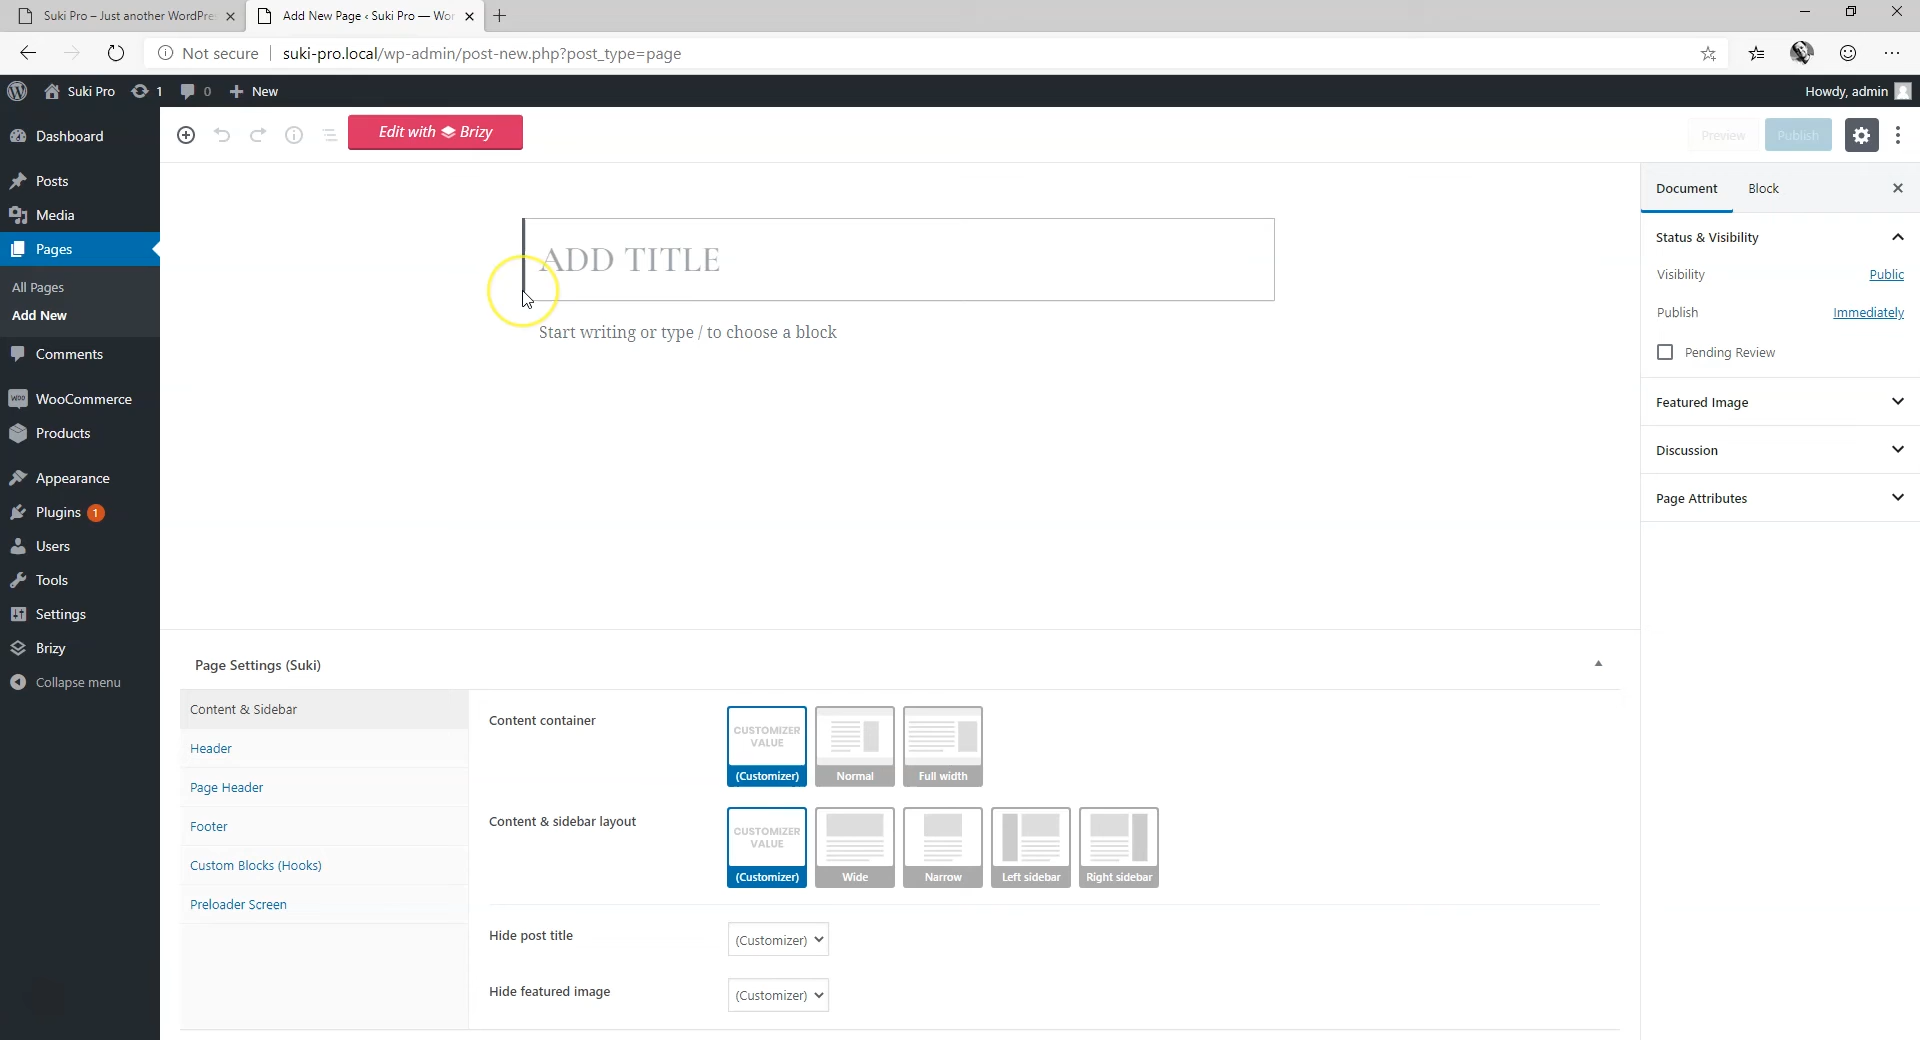 Suki Pro – Just another WordPre
Add New Page ‹ Suki Pro — Wor
Not secure
suki-pro.local/wp-admin/post-new.php?post_type=page
Suki Pro
1
0
New
Howdy, admin
Dashboard
Posts
Media
Pages
All Pages
Add New
Comments
WooCommerce
Products
Appearance
Plugins 1
Users
Tools
Settings
Brizy
Collapse menu
Edit with Brizy
Preview
Publish
ADD TITLE
Start writing or type / to choose a block
Document
Block
Status & Visibility
Visibility
Public
Publish
Immediately
Pending Review
Featured Image
Discussion
Page Attributes
Page Settings (Suki)
Content & Sidebar
Header
Page Header
Footer
Custom Blocks (Hooks)
Preloader Screen
Content container
CUSTOMIZER
VALUE
(Customizer)
Normal
Full width
Content & sidebar layout
CUSTOMIZER
VALUE
(Customizer)
Wide
Narrow
Left sidebar
Right sidebar
Hide post title
(Customizer)
Hide featured image
(Customizer)